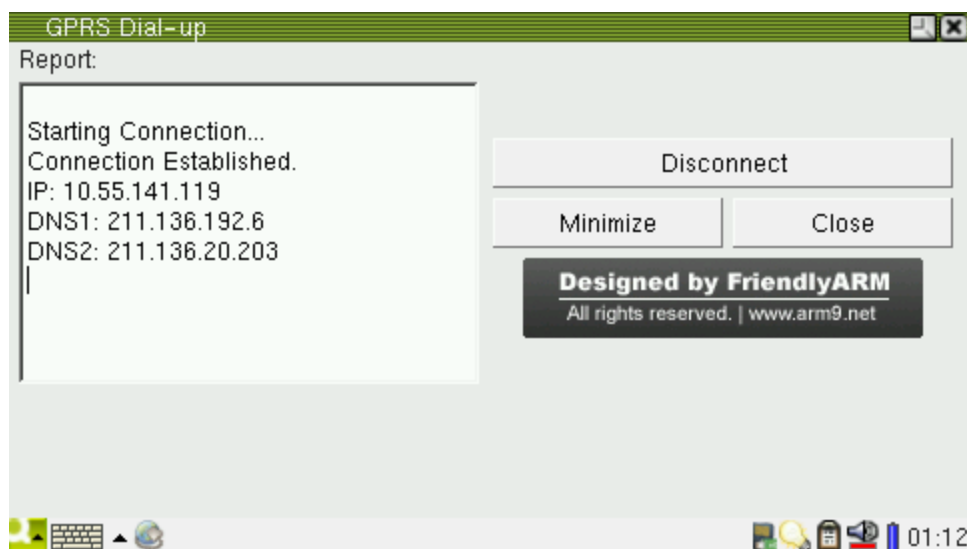 GPRS Dial-up
Report:
Starting Connection...
Connection Established.
IP: 10.55.141.119
DNS1: 211.136.192.6
DNS2: 211.136.20.203
Disconnect
Minimize
Close
Designed by FriendlyARM
All rights reserved. | www.arm9.net
01:12